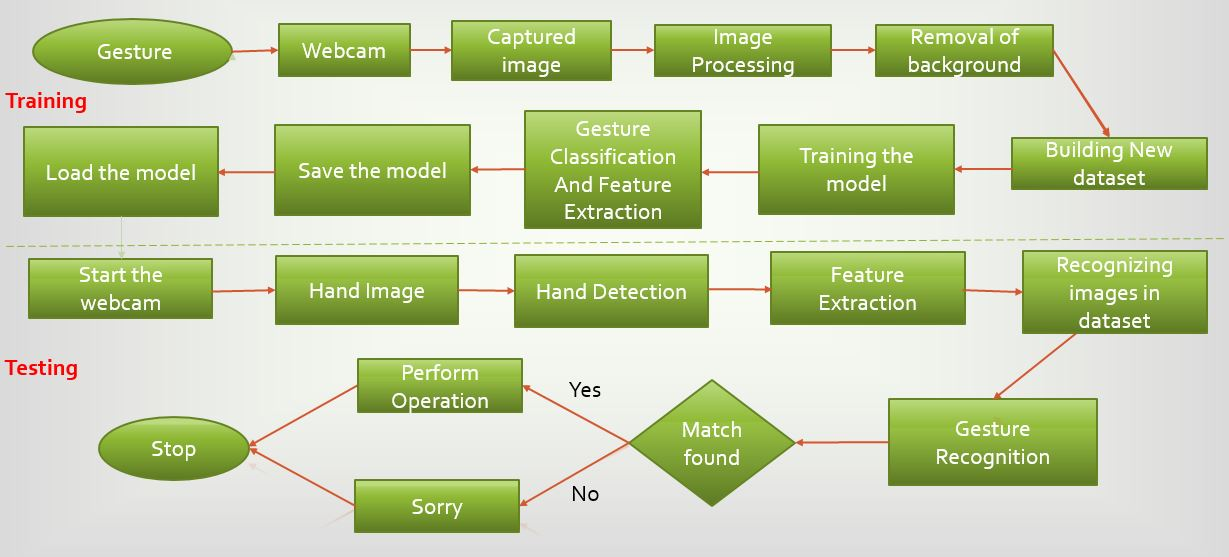 Gesture
Webcam
Captured
image
Image
Processing
Removal of
background
Training
Load the model
Save the model
Gesture
Classification
And Feature
Extraction
Training the
model
Building New
dataset
Start the
webcam
Hand Image
Hand Detection
Feature
Extraction
Recognizing
images in
dataset
Testing
Perform
Operation
Yes
Stop
Match
found
Gesture
Recognition
No
Sorry